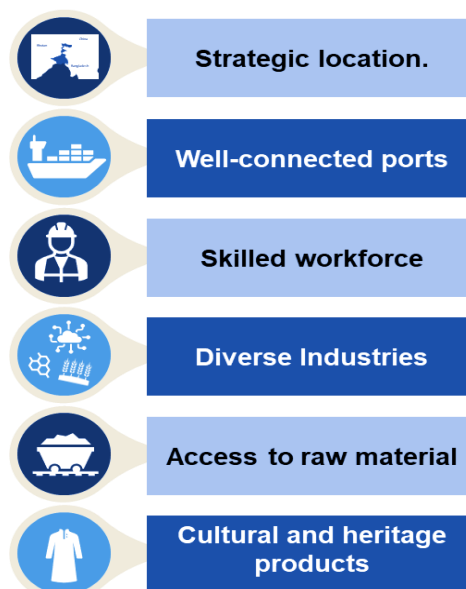 Strategic location.
Well-connected ports
Skilled workforce
Diverse Industries
Access to raw material
Cultural and heritage
products